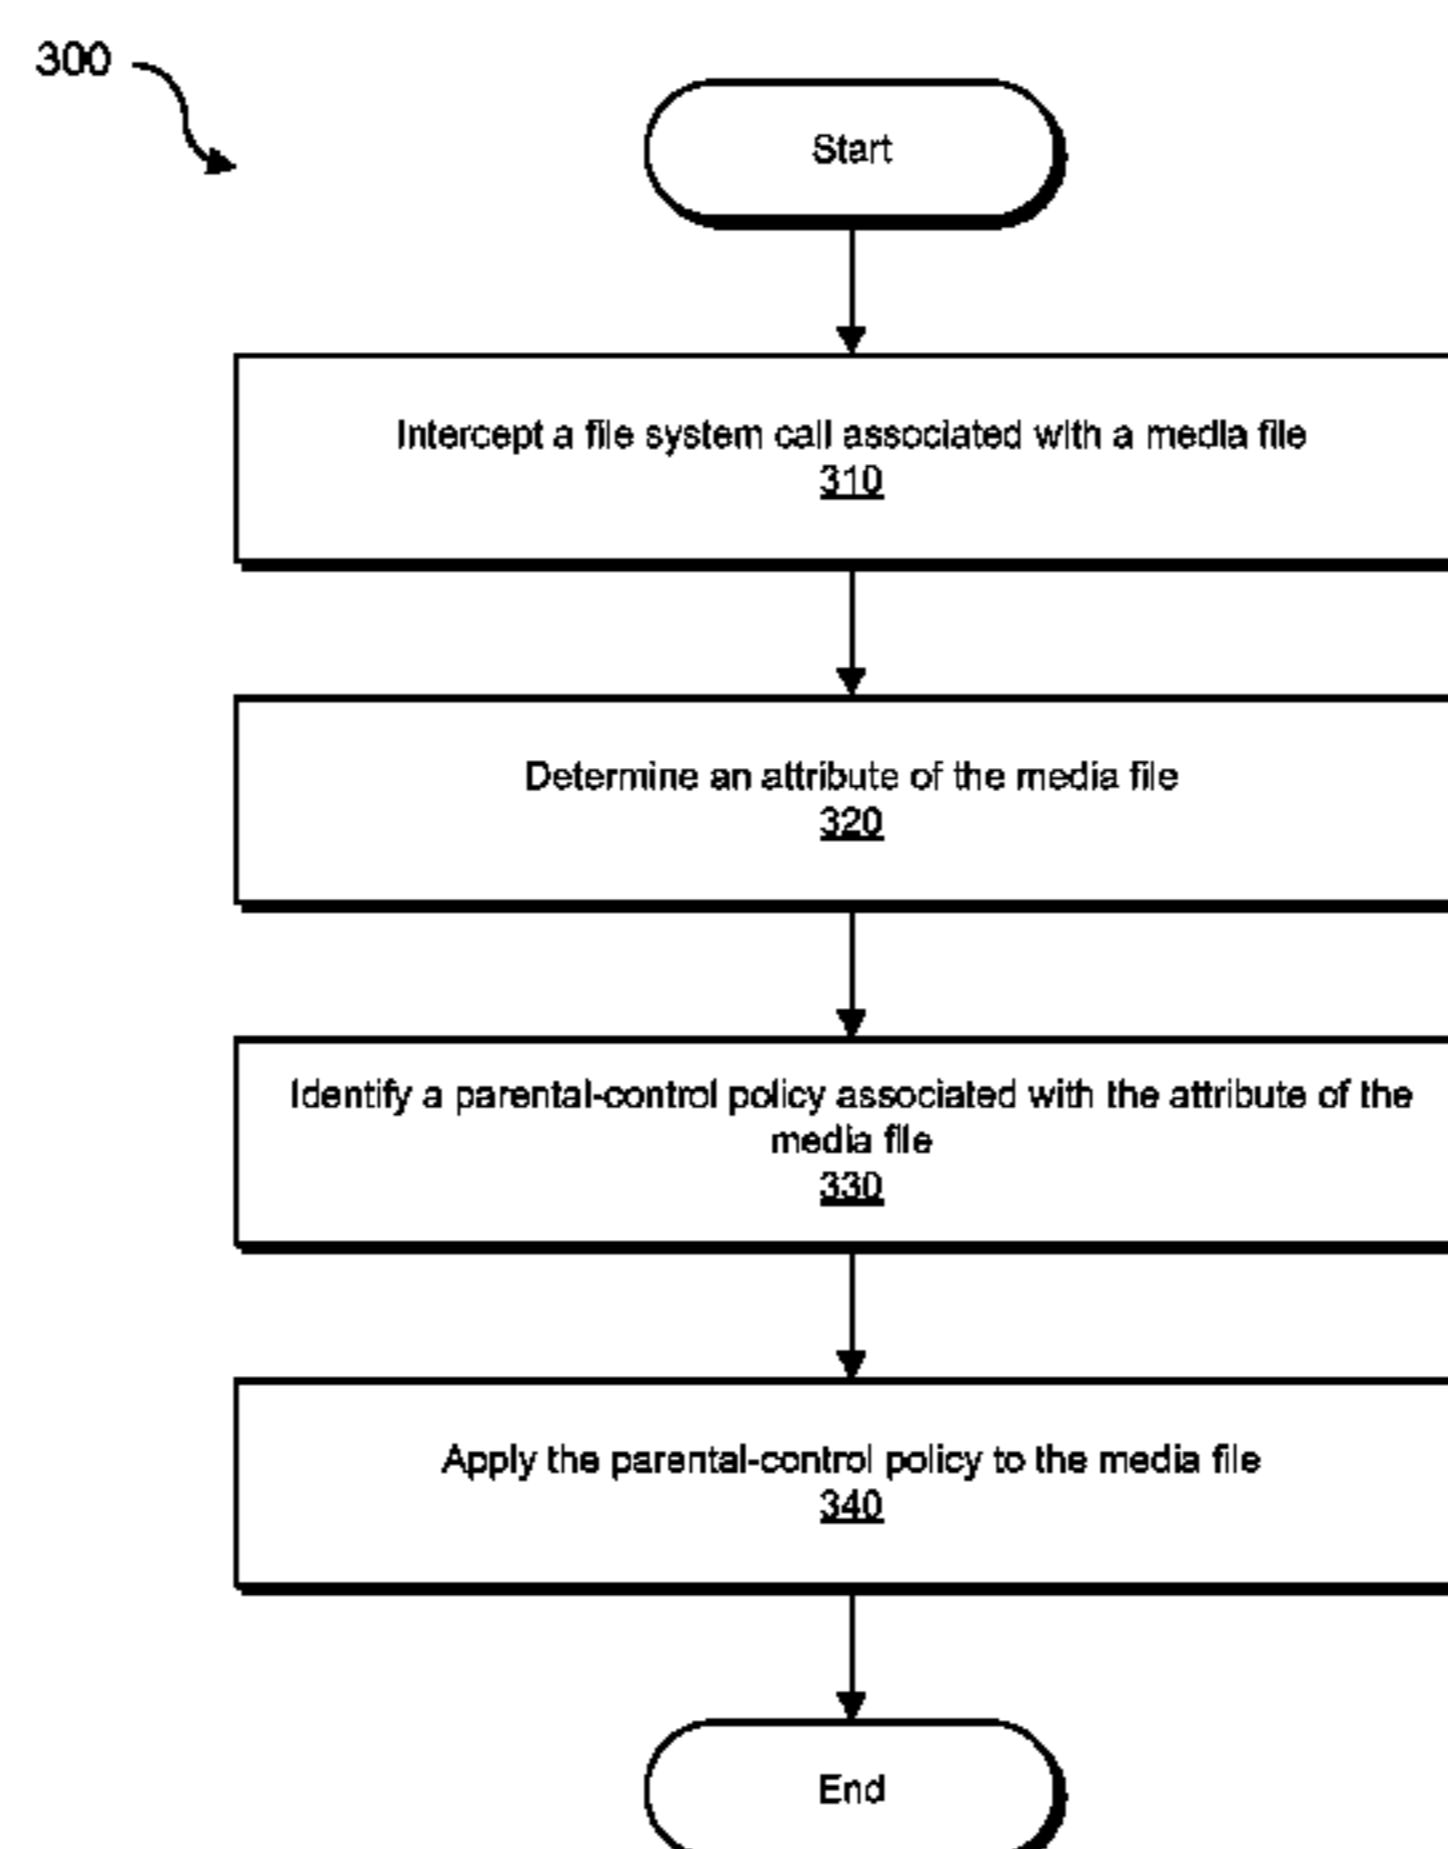 300
Start
Intercept a file system call associated with a media file
310
Determine an attribute of the media file
320
Identify a parental-control policy associated with the attribute of the
media file
330
Apply the parental-control policy to the media file
340
End